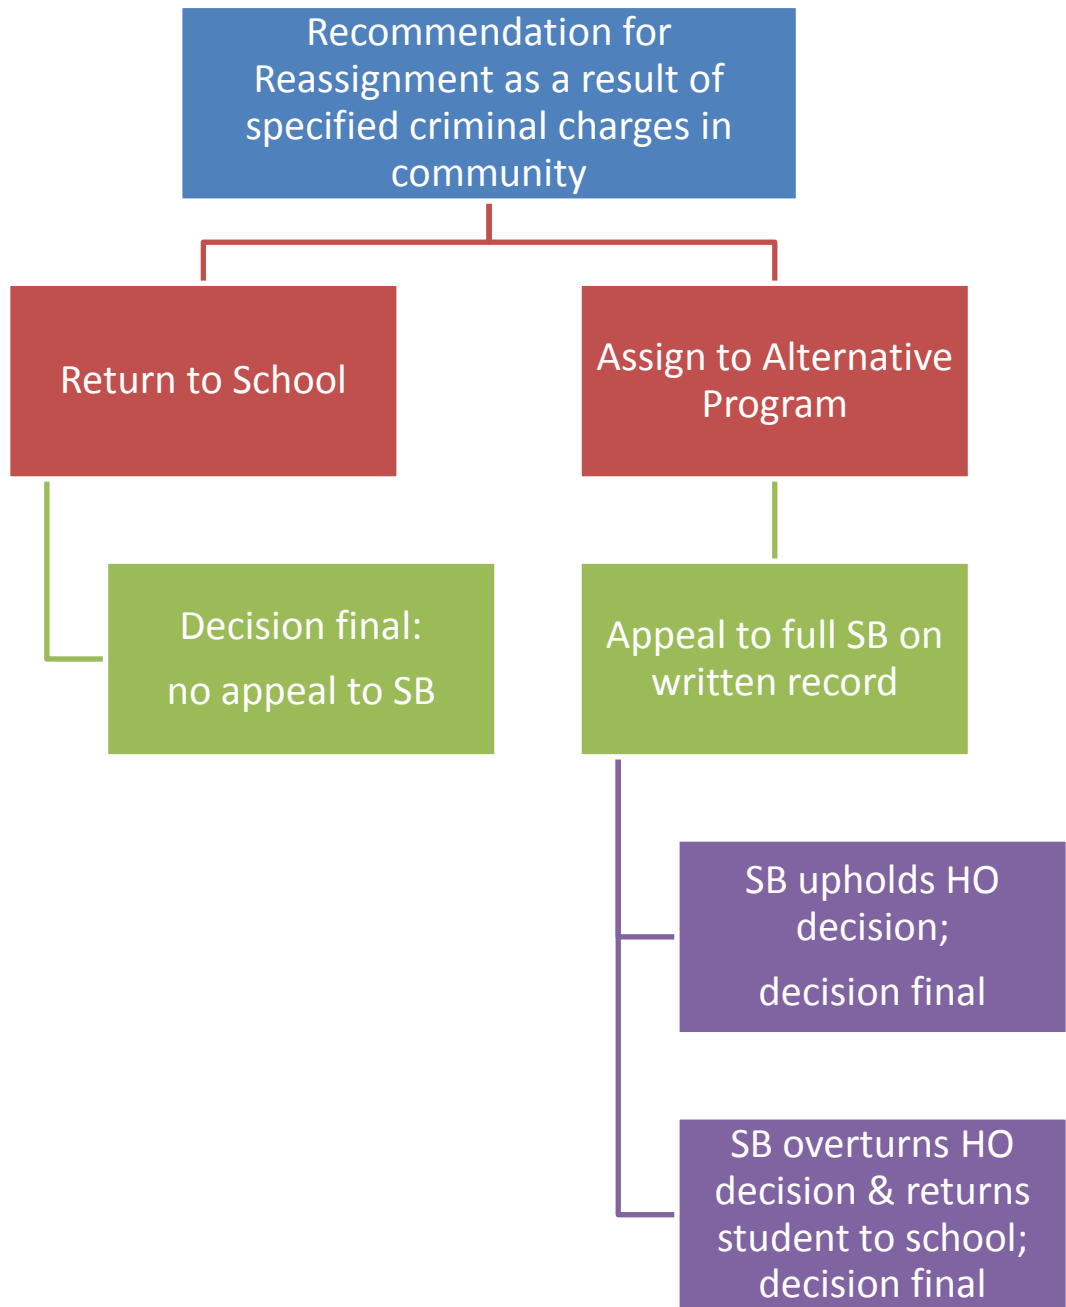 Recommendation for
Reassignment as a result of
specified criminal charges in
community
Return to School
Assign to Alternative
Program
Decision final:
no appeal to SB
Appeal to full SB on
written record
SB upholds HO
decision;
decision final
SB overturns HO
decision & returns
student to school;
decision final